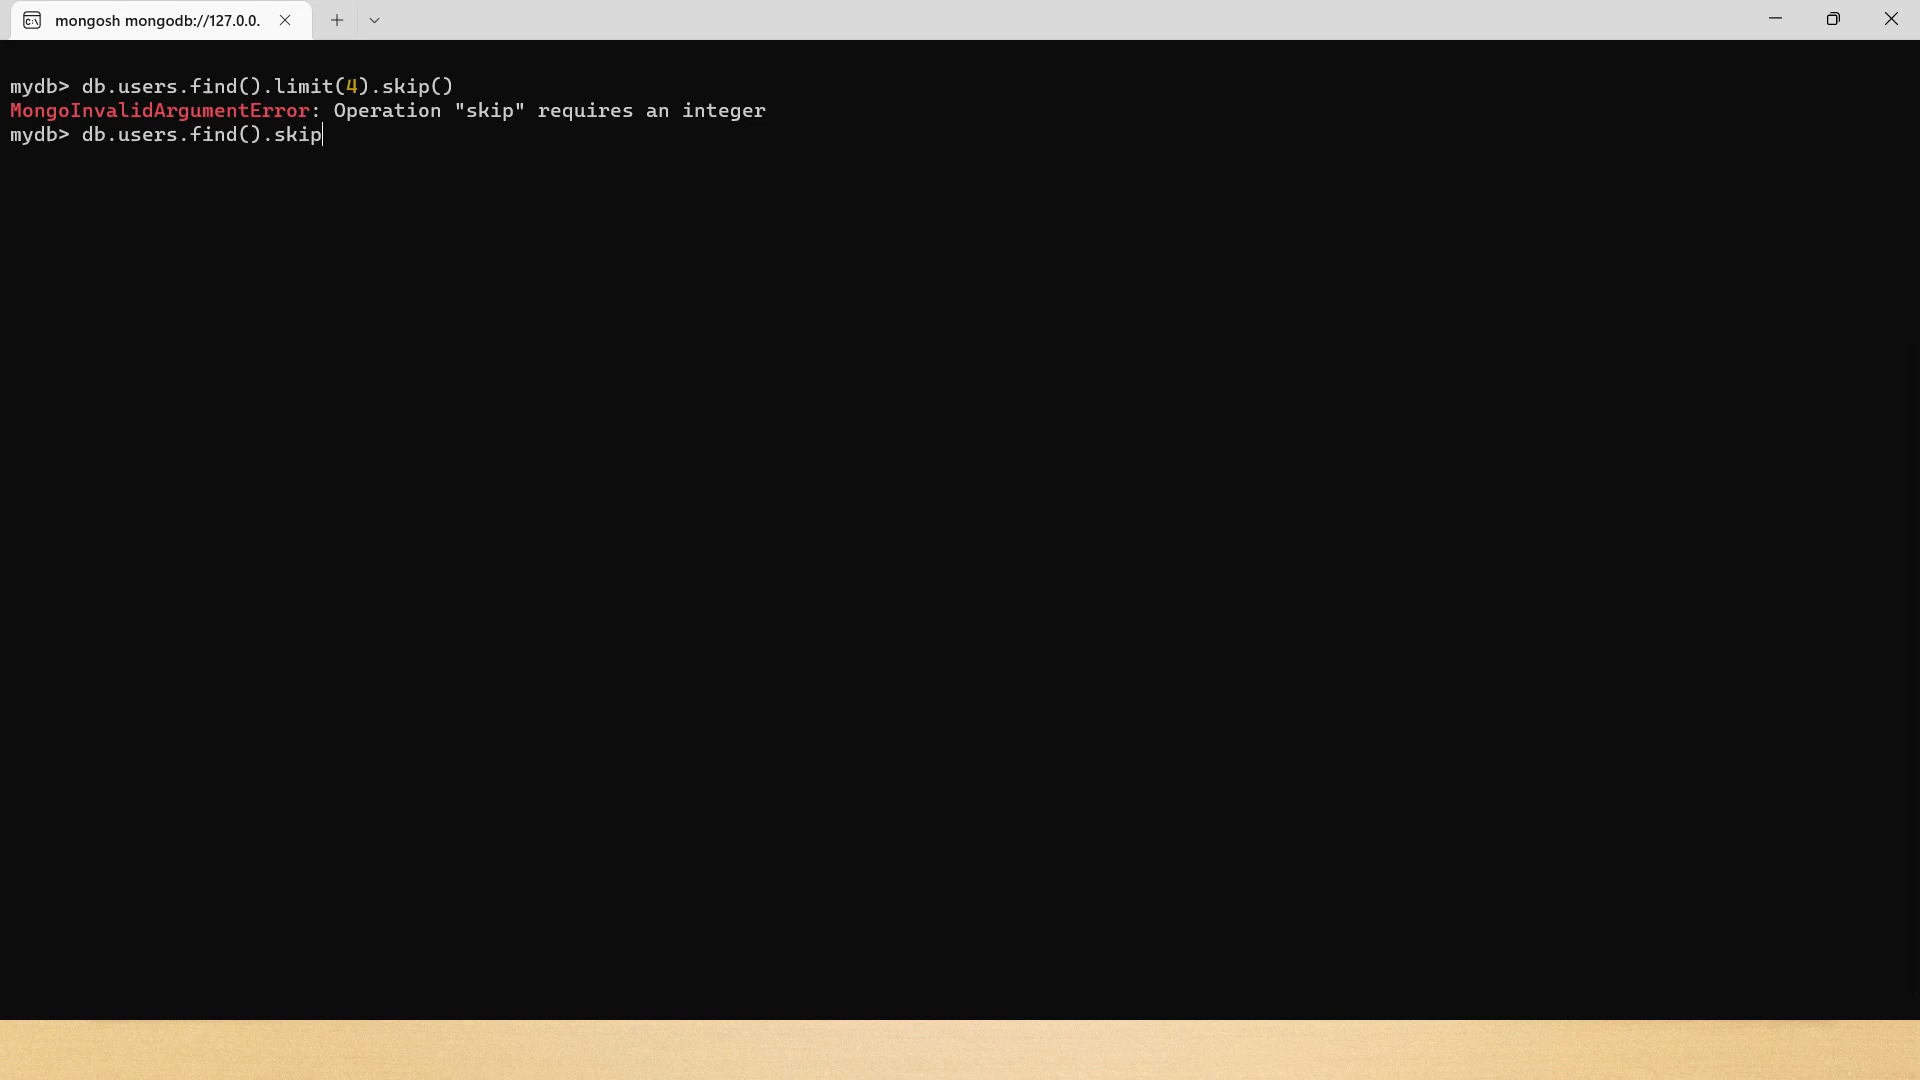 mongosh mongodb://127.0.0.
mydb> db.users.find().limit(4).skip()
MongoInvalidArgumentError: Operation "skip" requires an integer
mydb> db.users.find().skip